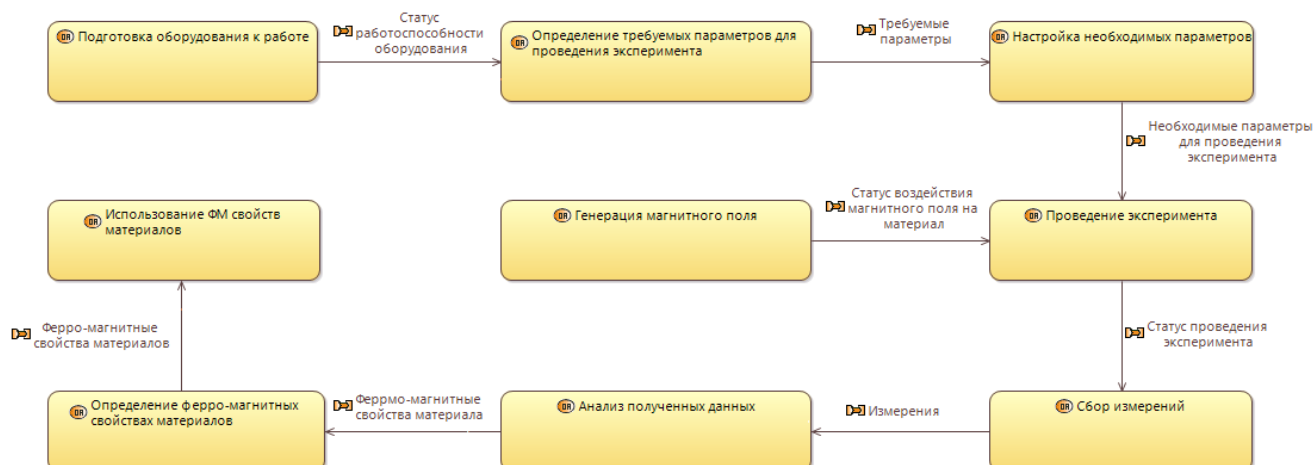 Подготовка оборудования к работе
Статус
работоспособности
оборудования
Определение требуемых параметров для
проведения эксперимента
Требуемые
параметры
Настройка необходимых параметров
Необходимые параметры
для проведения
эксперимента
Использование ФМ свойств
материалов
Генерация магнитного поля
Статус воздействия
магнитного поля на
материал
Проведение эксперимента
Ферро-магнитные
свойства материалов
Статус проведения
эксперимента
Определение ферро-магнитных
свойствах материалов
Феррмо-магнитные
свойства материала
Анализ полученных данных
Измерения
Сбор измерений